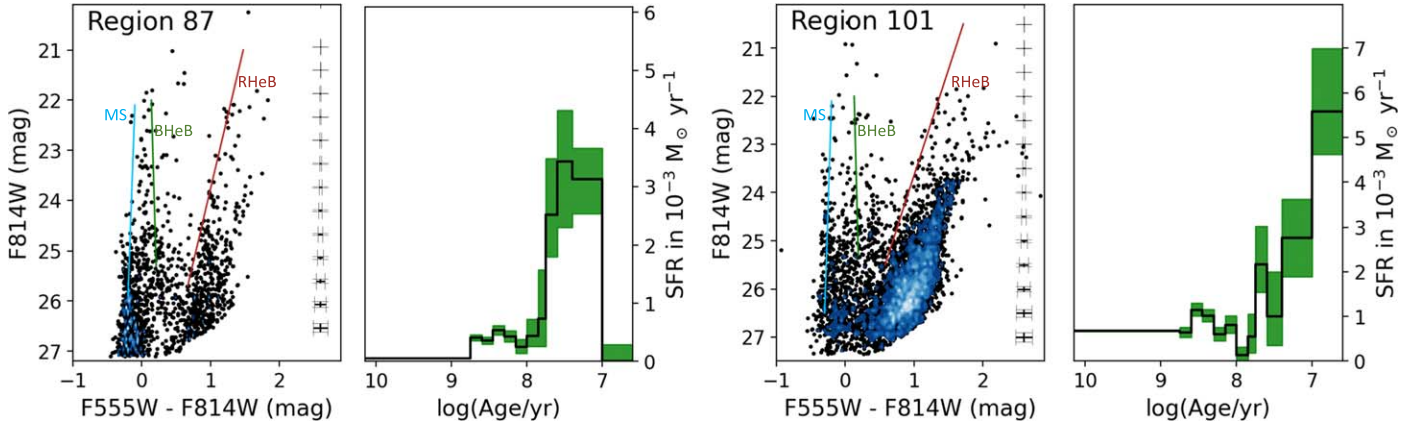 Region 87
MS
BHeB
RHeB
21
22
23
24
25
26
27
F814W (mag)
−1
0
1
2
F555W - F814W (mag)
6
5
4
3
2
1
0
SFR in 10⁻³ M⊙ yr⁻¹
10
9
8
7
log(Age/yr)
Region 101
MS
BHeB
RHeB
21
22
23
24
25
26
27
F814W (mag)
−1
0
1
2
F555W - F814W (mag)
7
6
5
4
3
2
1
0
SFR in 10⁻³ M⊙ yr⁻¹
10
9
8
7
log(Age/yr)